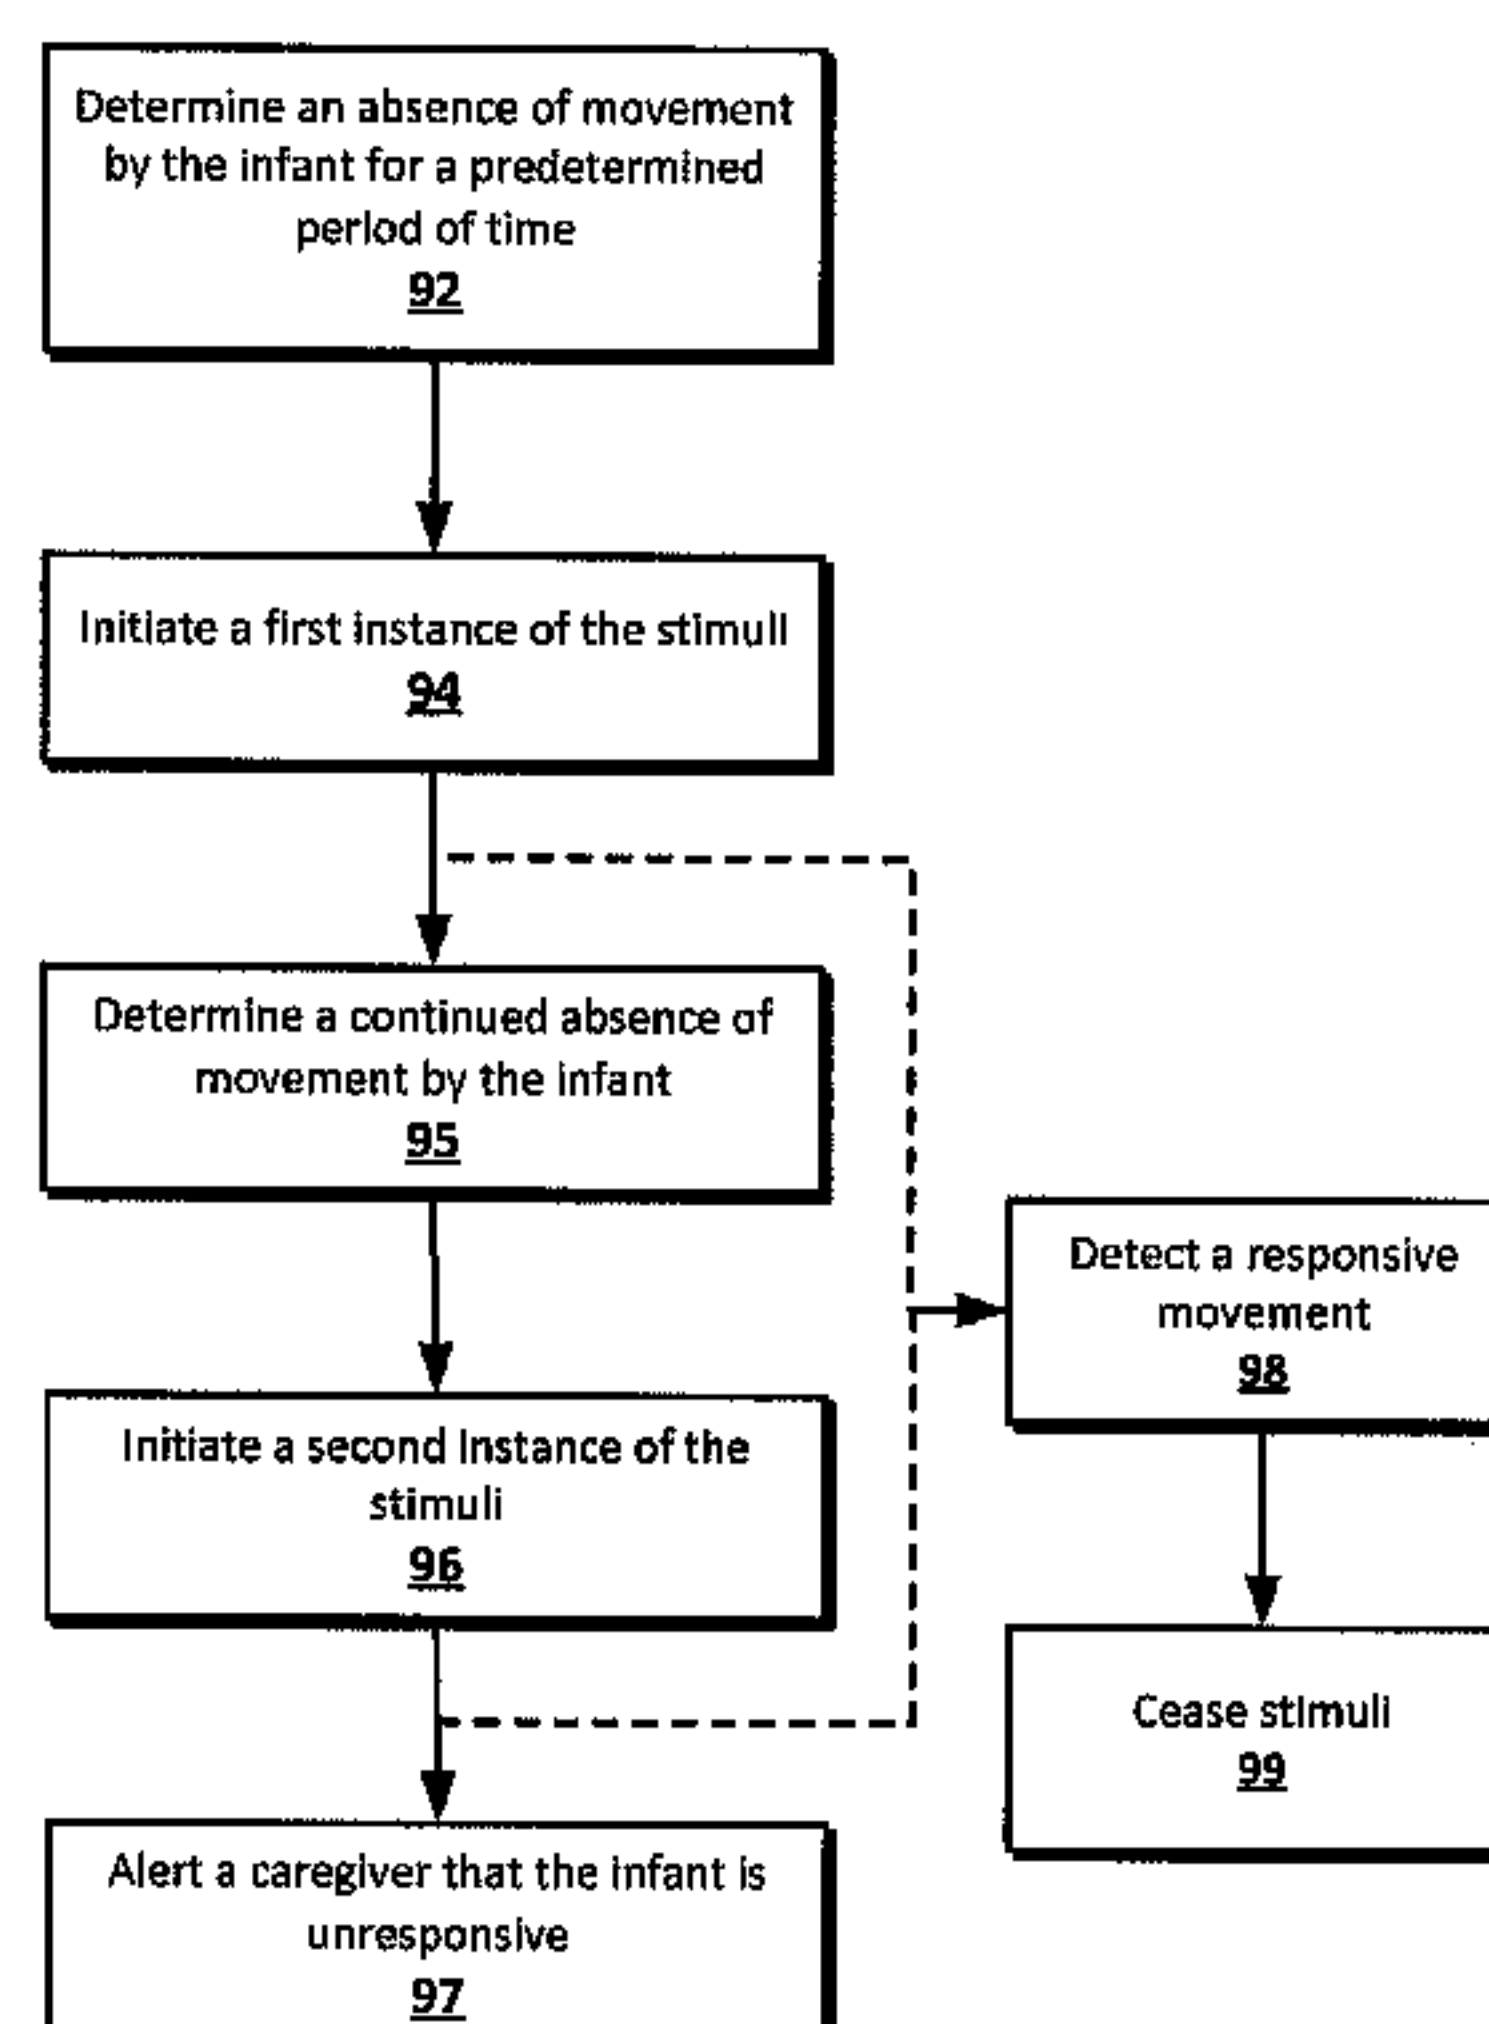 Determine an absence of movement
by the infant for a predetermined
period of time
92
Initiate a first instance of the stimuli
94
Determine a continued absence of
movement by the infant
95
Initiate a second instance of the
stimuli
96
Alert a caregiver that the infant is
unresponsive
97
Detect a responsive
movement
98
Cease stimuli
99